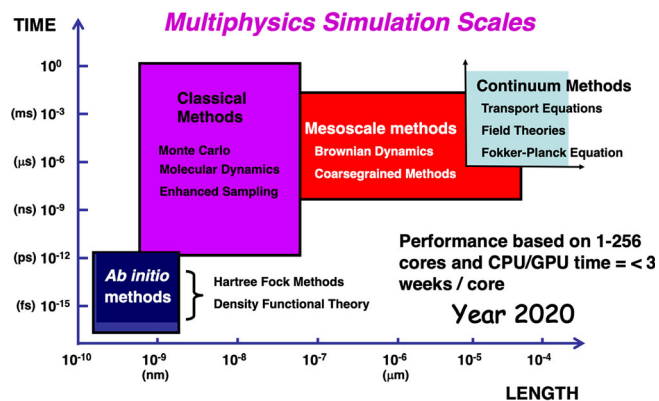 TIME
Multiphysics Simulation Scales
10⁰
(ms) 10⁻³
(μs) 10⁻⁶
(ns) 10⁻⁹
(ps) 10⁻¹²
(fs) 10⁻¹⁵
Classical
Methods
Monte Carlo
Molecular Dynamics
Enhanced Sampling
Mesoscale methods
Brownian Dynamics
Coarsegrained Methods
Continuum Methods
Transport Equations
Field Theories
Fokker-Planck Equation
Ab initio
methods
Hartree Fock Methods
Density Functional Theory
Performance based on 1-256
cores and CPU/GPU time = < 3
weeks / core
Year 2020
10⁻¹⁰ 10⁻⁹ 10⁻⁸ 10⁻⁷ 10⁻⁶ 10⁻⁵ 10⁻⁴
(nm) (μm)
LENGTH